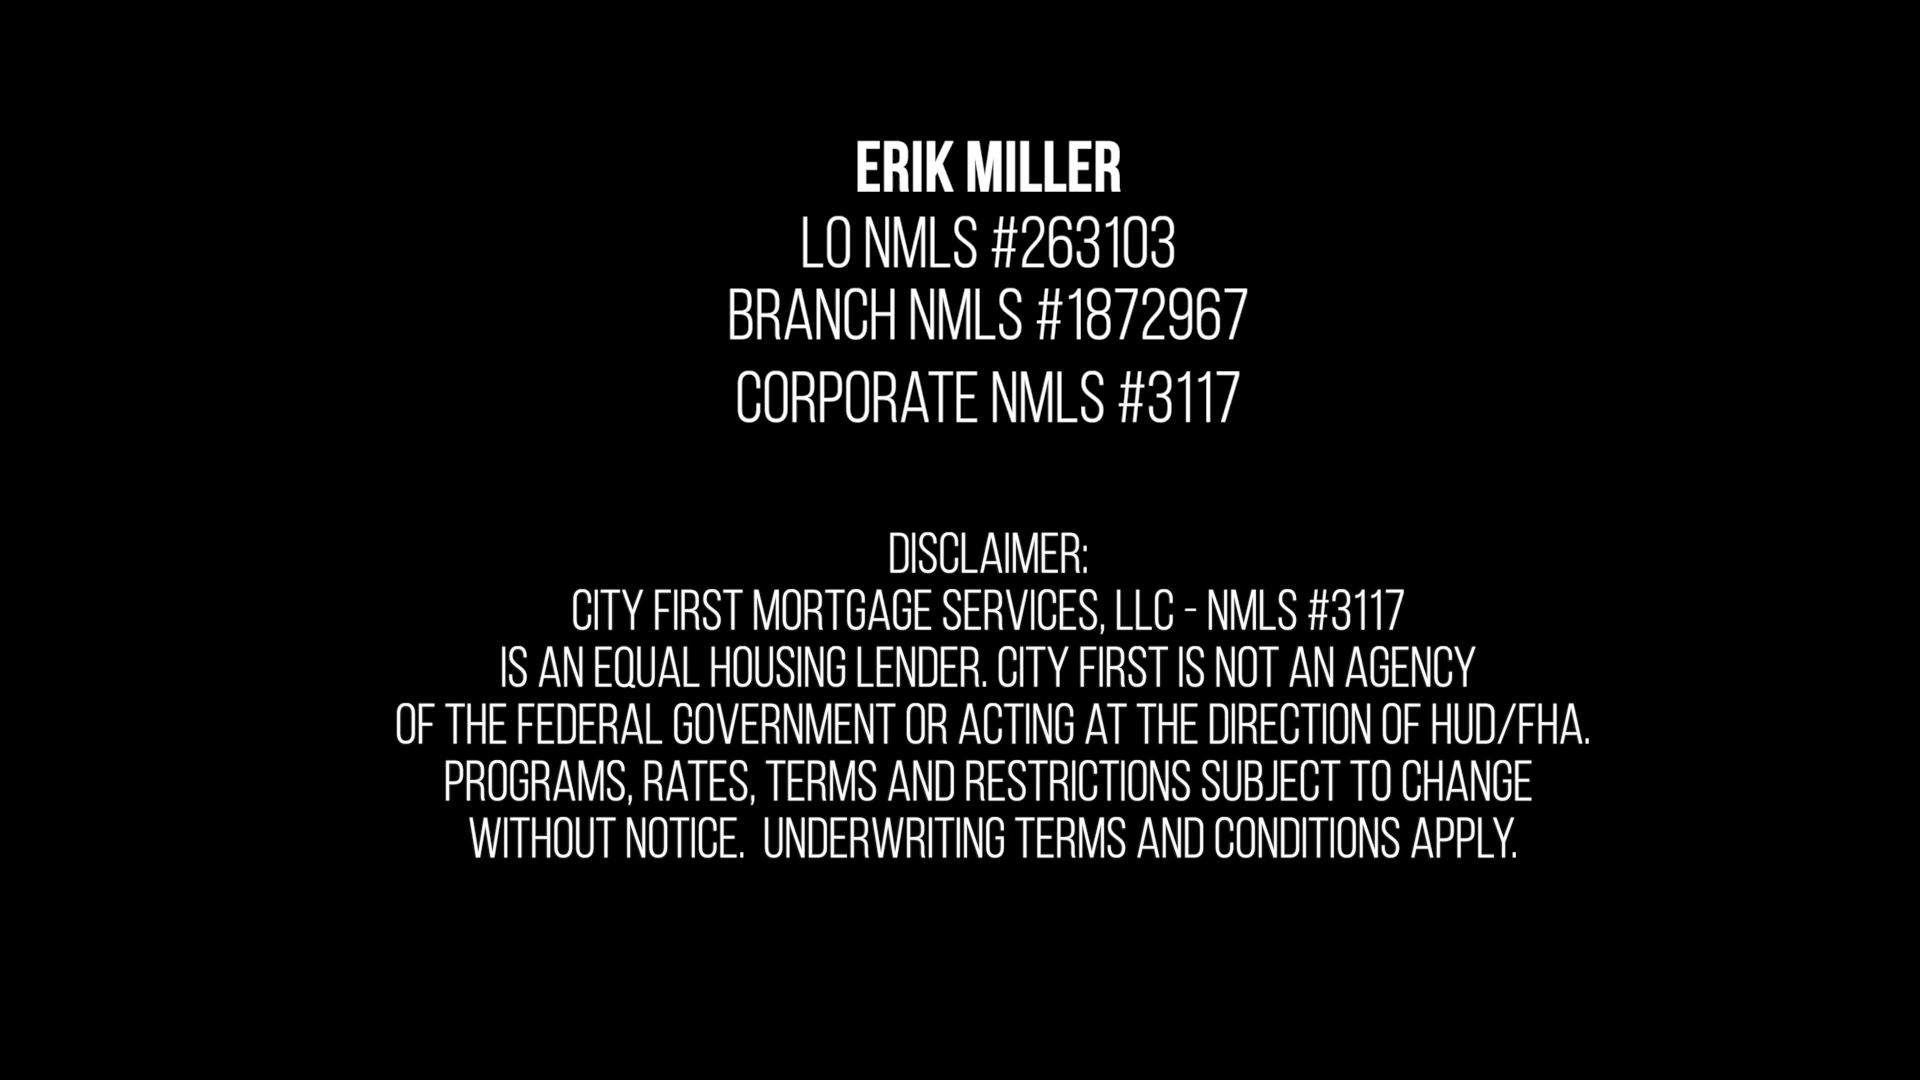 ERIK MILLER
LO NMLS #263103
BRANCH NMLS #1872967
CORPORATE NMLS #3117
DISCLAIMER:
CITY FIRST MORTGAGE SERVICES, LLC - NMLS #3117
IS AN EQUAL HOUSING LENDER. CITY FIRST IS NOT AN AGENCY
OF THE FEDERAL GOVERNMENT OR ACTING AT THE DIRECTION OF HUD/FHA.
PROGRAMS, RATES, TERMS AND RESTRICTIONS SUBJECT TO CHANGE
WITHOUT NOTICE.  UNDERWRITING TERMS AND CONDITIONS APPLY.